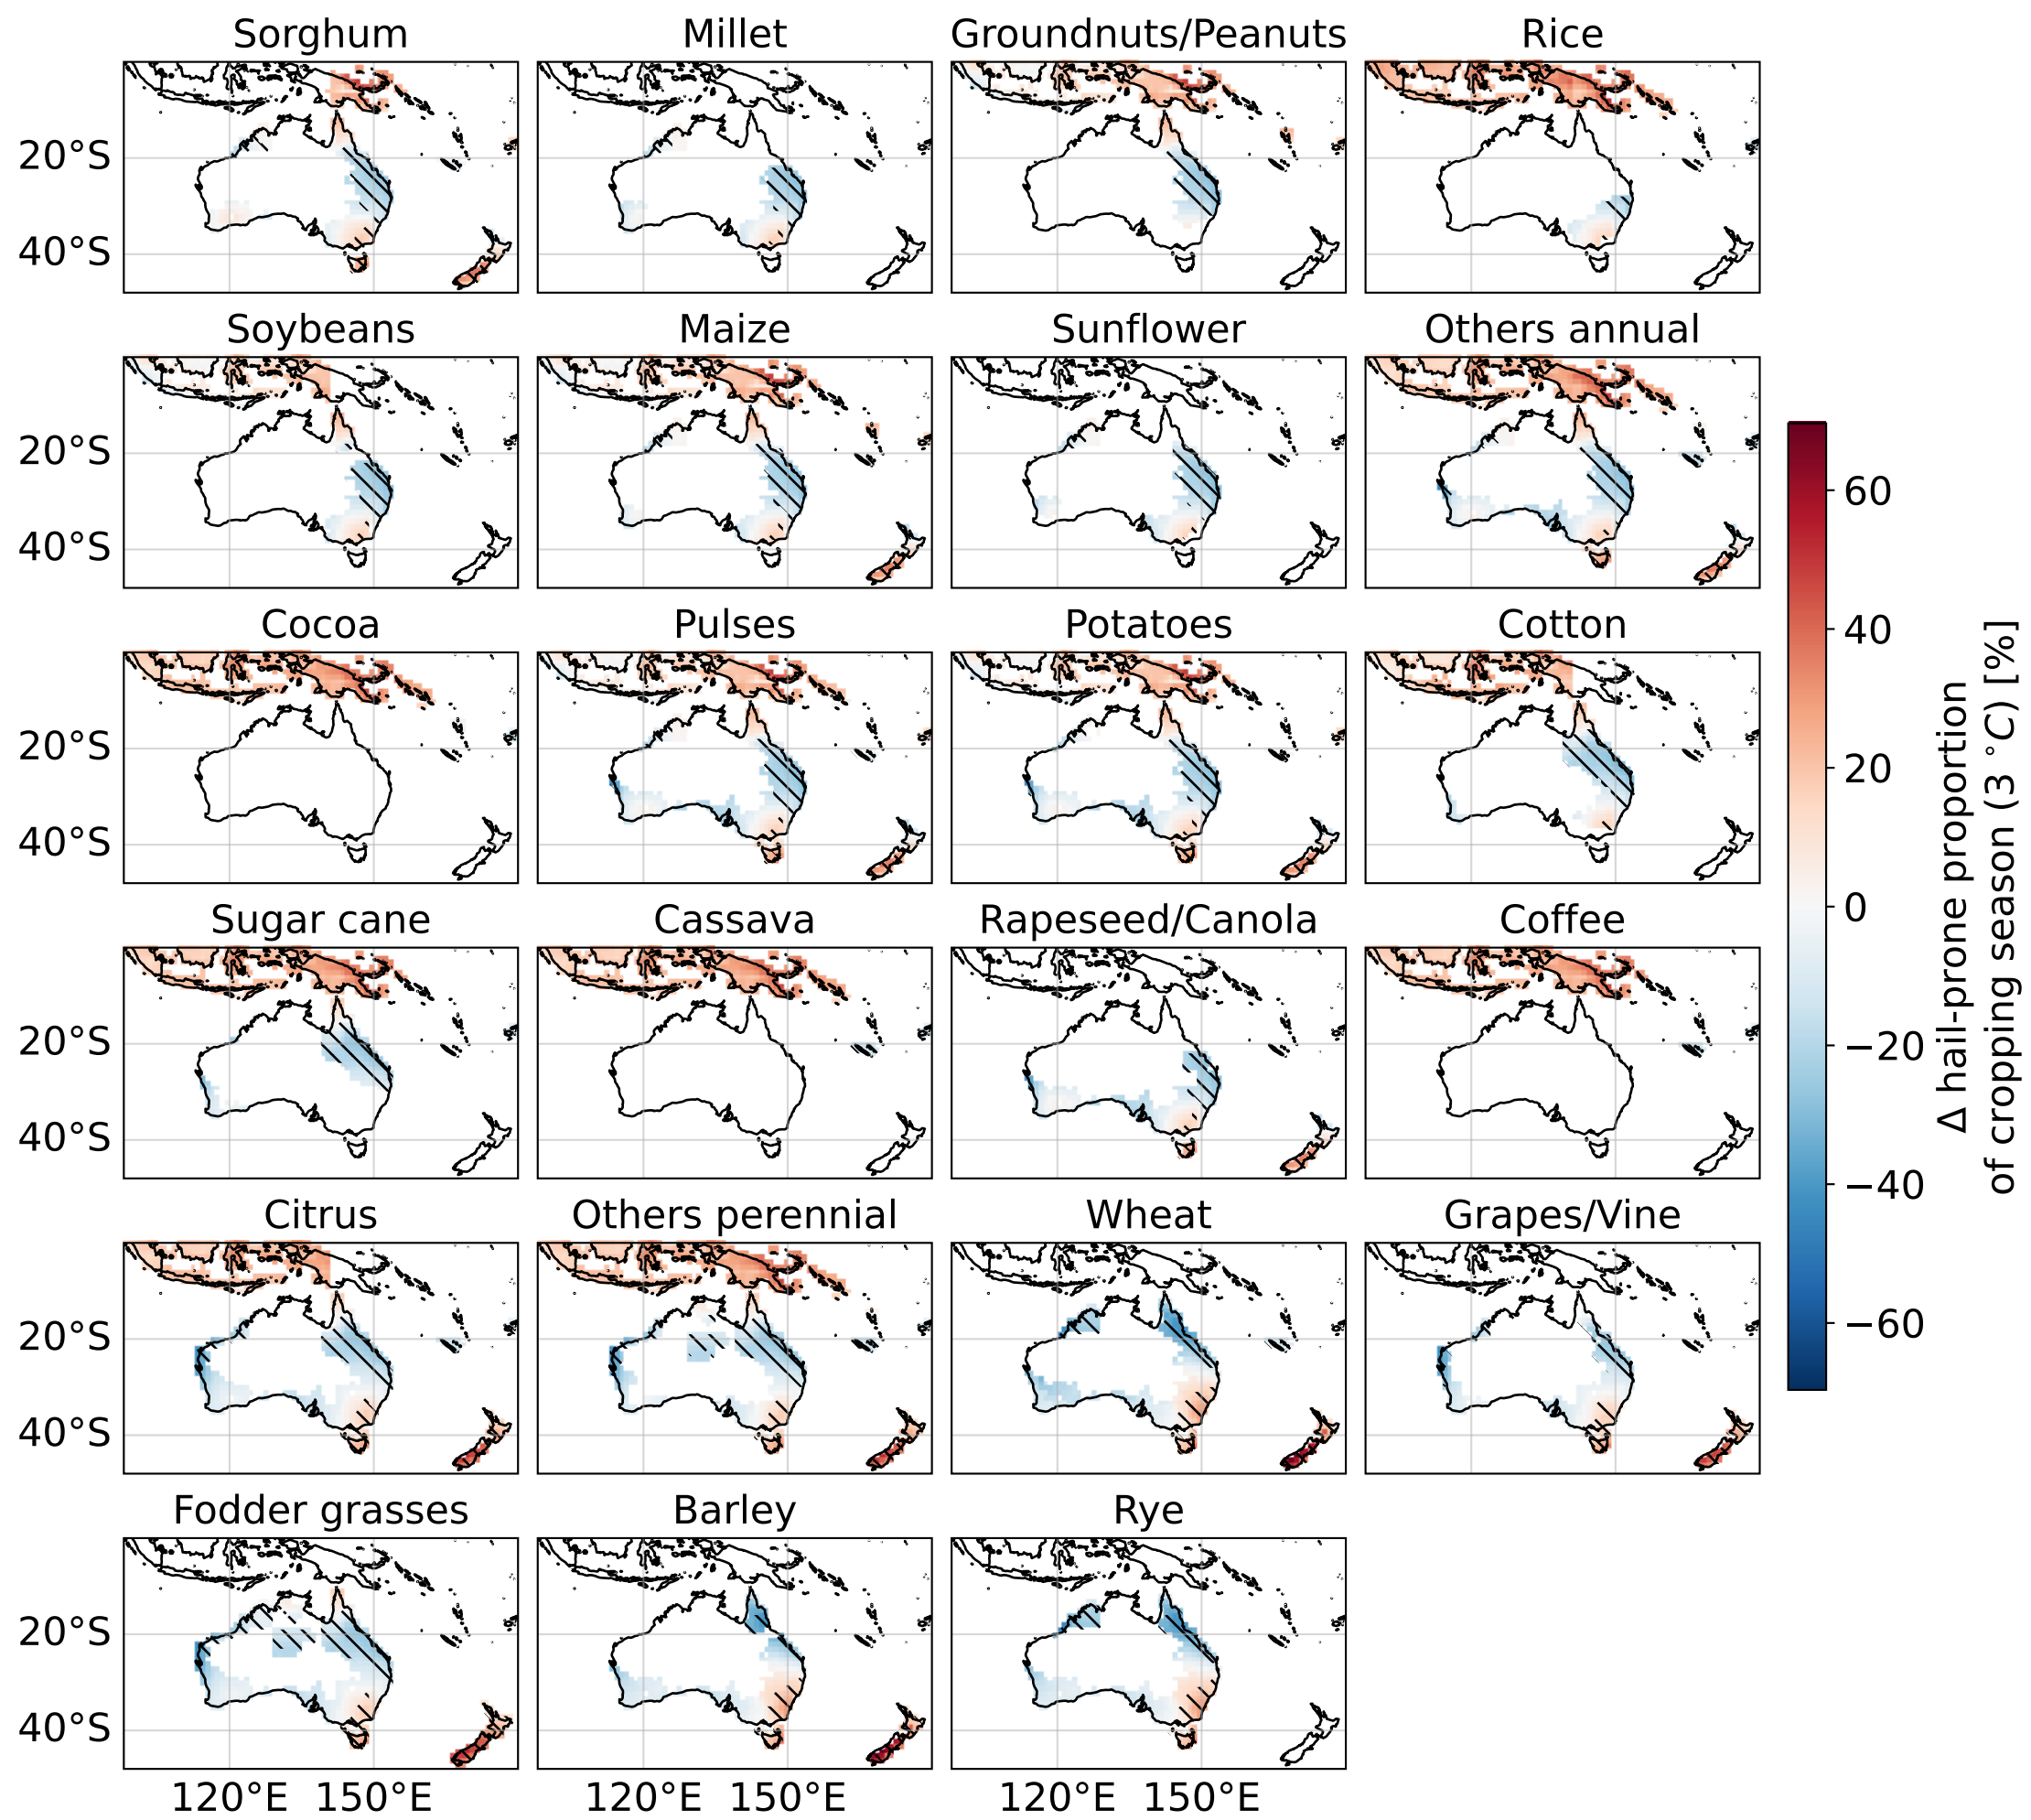 Sorghum Millet Groundnuts/Peanuts Rice
20°S
40°S
Soybeans Maize Sunflower Others annual
20°S
40°S
Cocoa Pulses Potatoes Cotton
20°S
40°S
Sugar cane Cassava Rapeseed/Canola Coffee
20°S
40°S
Citrus Others perennial Wheat Grapes/Vine
20°S
40°S
Fodder grasses Barley Rye
20°S
40°S
120°E 150°E 120°E 150°E 120°E 150°E
60
40
20
0
−20
−40
−60
Δ hail-prone proportion
of cropping season (3 °C) [%]